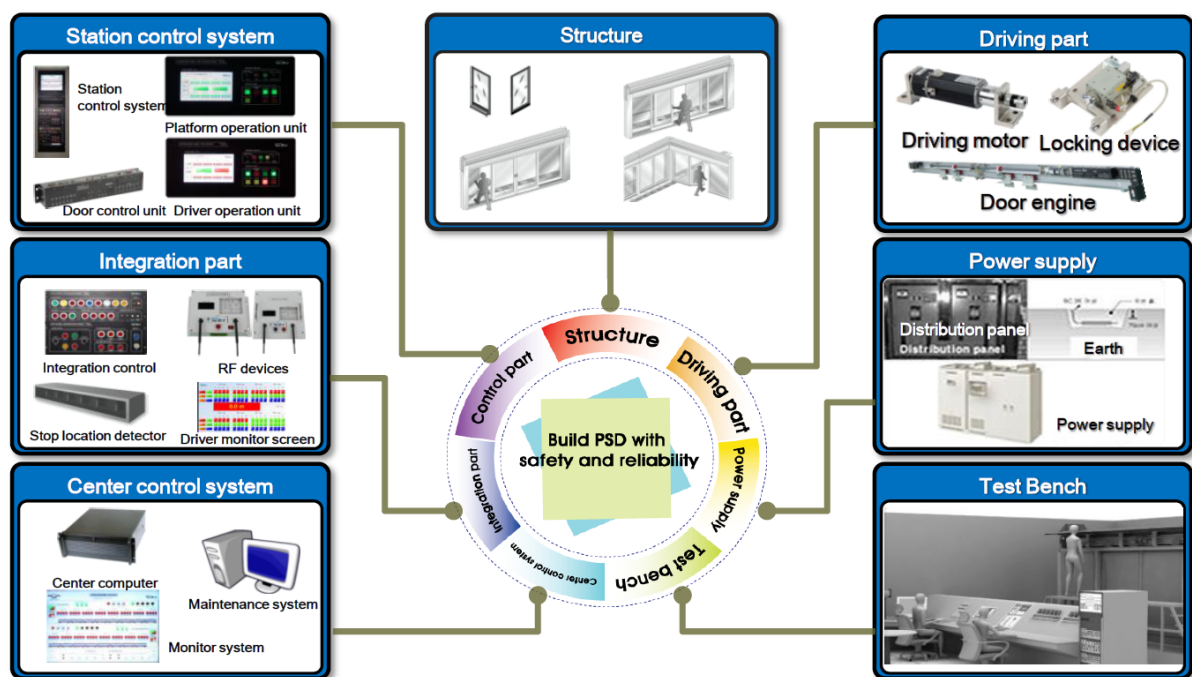 Station control system
Station
control system
Platform operation unit
Door control unit
Driver operation unit
Structure
Driving part
Driving motor
Locking device
Door engine
Integration part
Integration control
RF devices
Stop location detector
Driver monitor screen
Power supply
Distribution panel
Distribution panel
Earth
Power supply
Center control system
Center computer
Maintenance system
Monitor system
Test Bench
Structure
Driving part
Power supply
Test bench
Center control system
Integration part
Control part
Build PSD with
safety and reliability